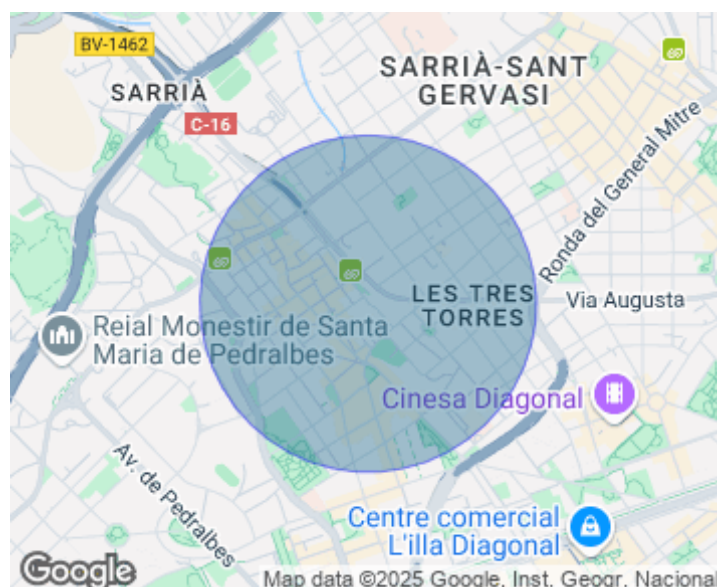 BV-1462
SARRIÀ
SARRIÀ-SANT
GERVASI
C-16
Ronda del General Mitre
LES TRES
TORRES
Via Augusta
Reial Monestir de Santa
Maria de Pedralbes
Cinesa Diagonal
Av. de Pedralbes
Centre comercial
L'illa Diagonal
Google
Map data ©2025 Google, Inst. Geogr. Nacional